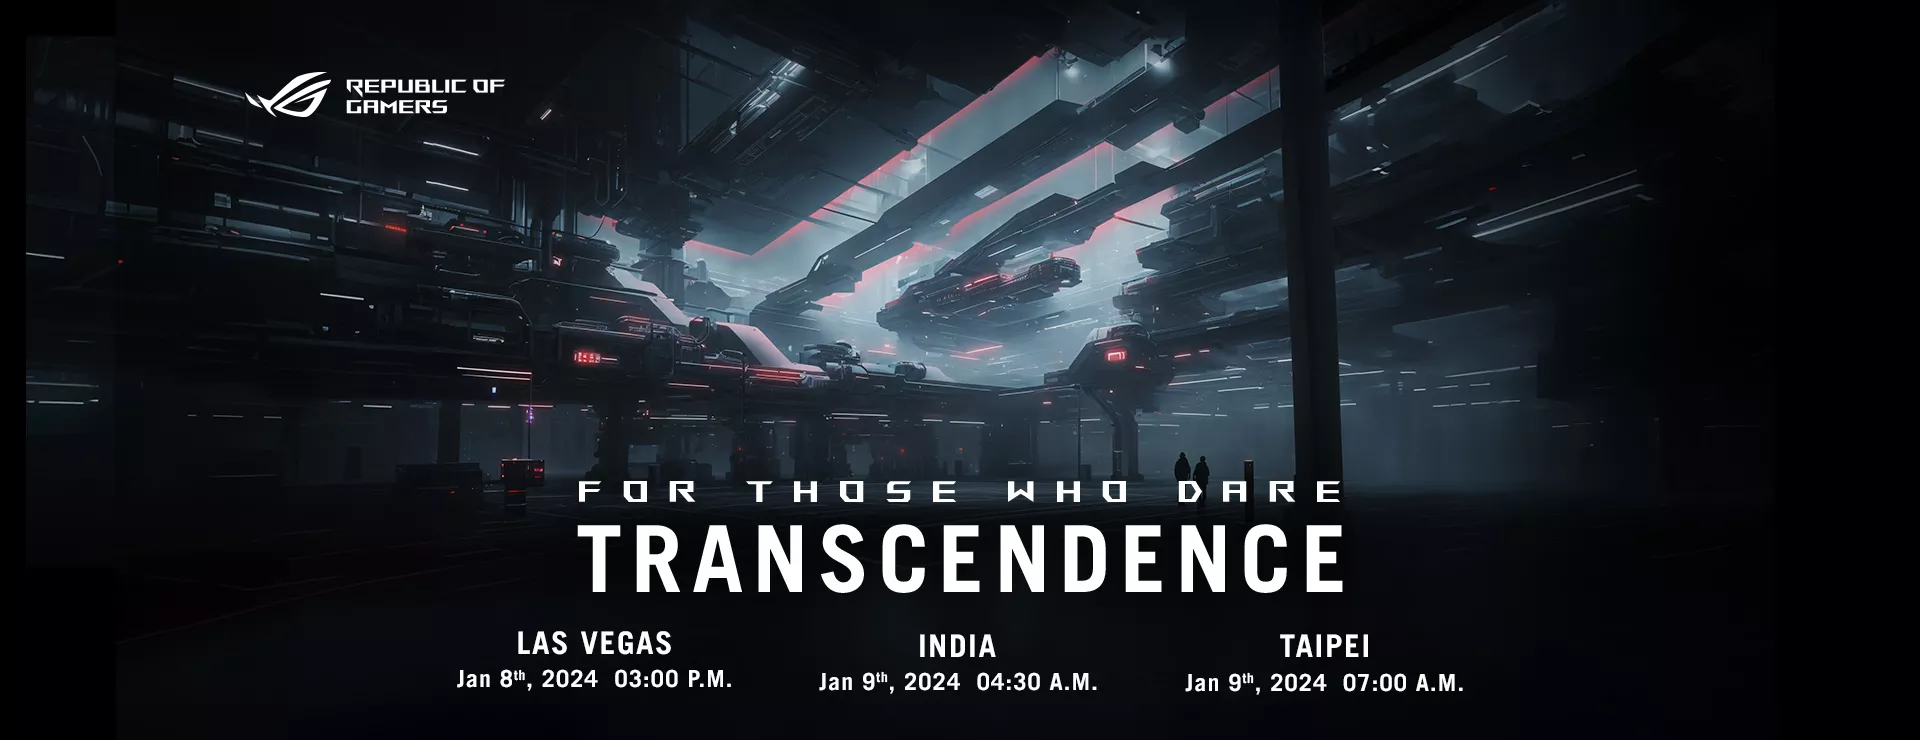 REPUBLIC OF
GAMERS
FOR THOSE WHO DARE
TRANSCENDENCE
LAS VEGAS
Jan 8th, 2024 03:00 P.M.
INDIA
Jan 9th, 2024 04:30 A.M.
TAIPEI
Jan 9th, 2024 07:00 A.M.